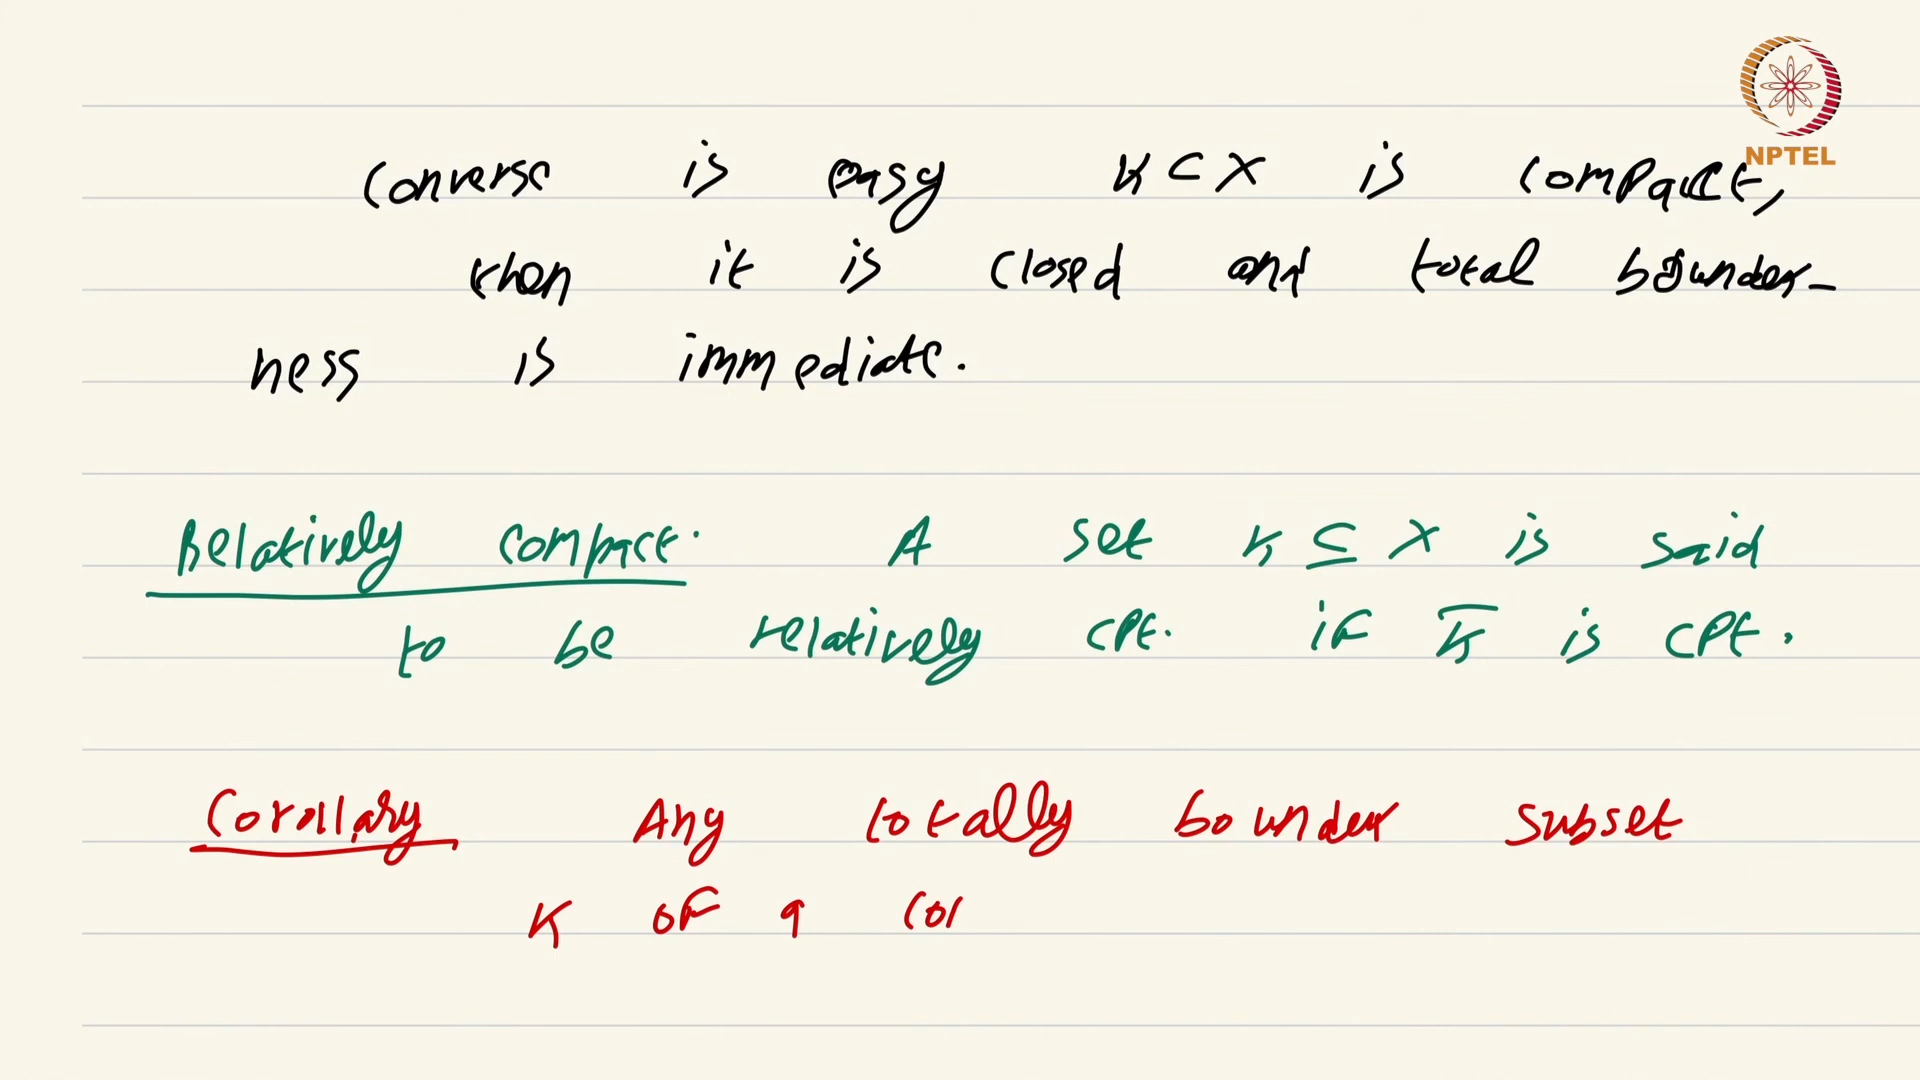 NPTEL
Converse is easy K ⊂ X is compact,
then it is closed and total bounded-
ness is immediate.
Relatively compact. A set K ⊆ X is said
to be relatively cpt. if K̅ is cpt.
Corollary Any totally bounded subset
K of a co